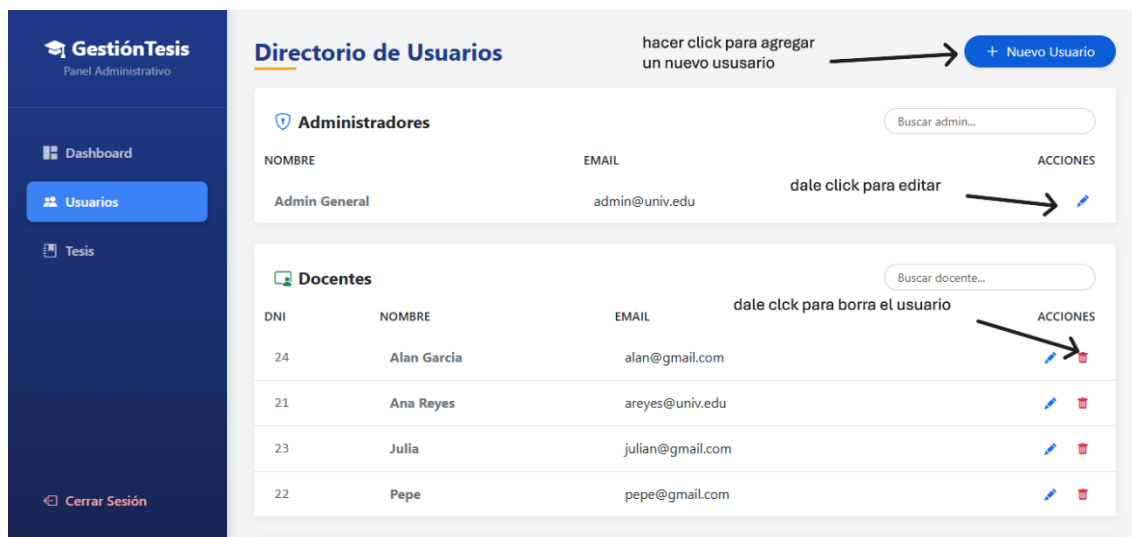 GestiónTesis
Panel Administrativo
Dashboard
Usuarios
Tesis
Cerrar Sesión
Directorio de Usuarios
hacer click para agregar
un nuevo ususario
+ Nuevo Usuario
Administradores
Buscar admin...
NOMBRE EMAIL ACCIONES
dale click para editar
Admin General admin@univ.edu
Docentes
Buscar docente...
dale clck para borra el usuario
DNI NOMBRE EMAIL ACCIONES
24 Alan Garcia alan@gmail.com
21 Ana Reyes areyes@univ.edu
23 Julia julian@gmail.com
22 Pepe pepe@gmail.com